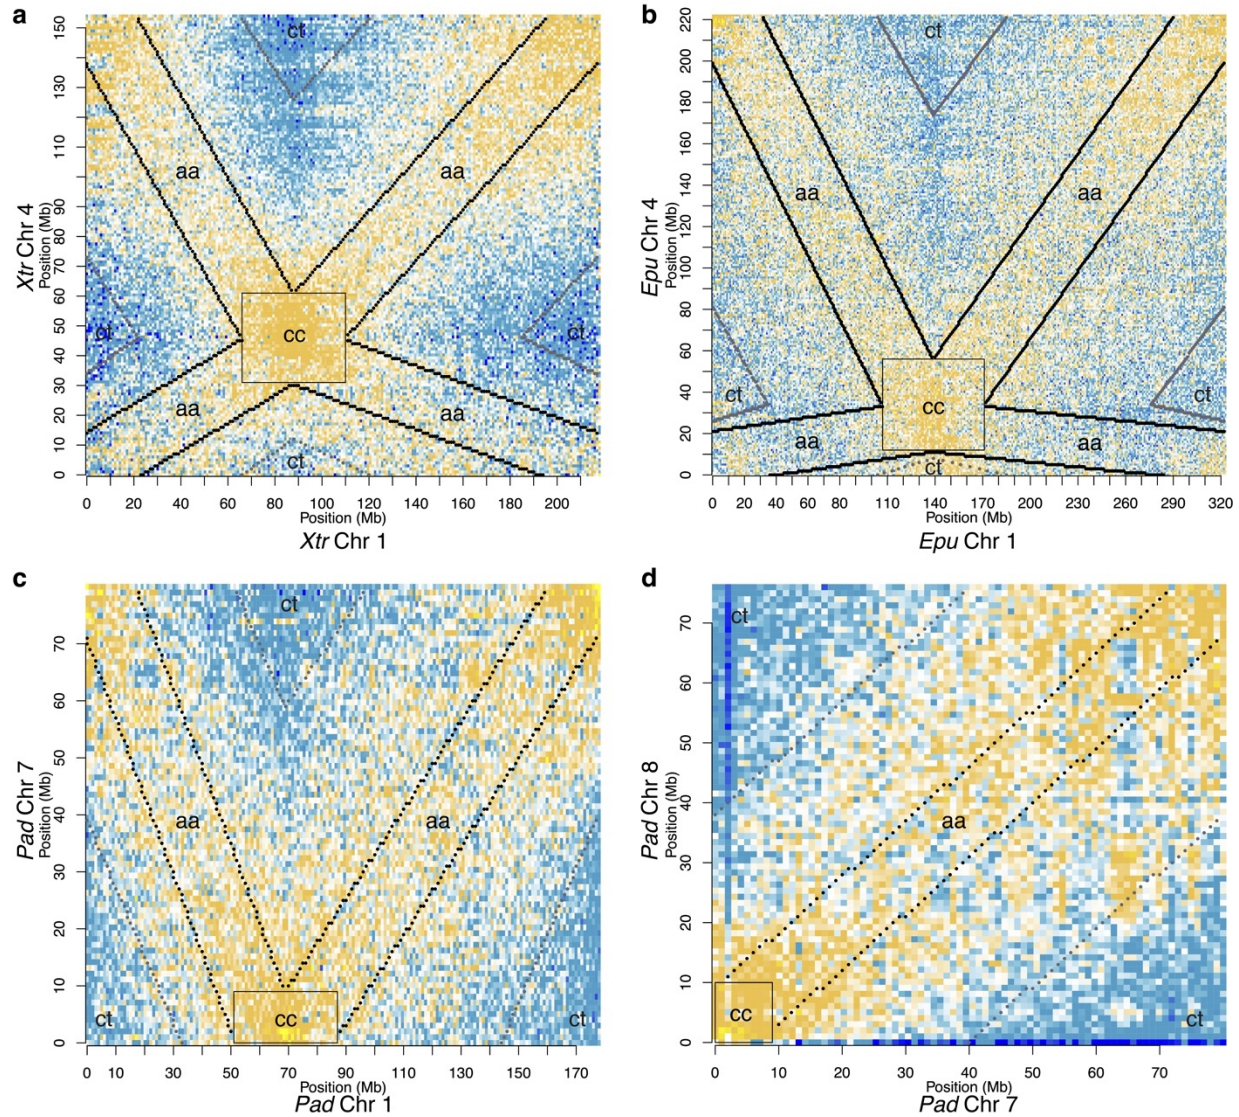 a
150
130
110
90
80
70
60
50
40
30
20
10
0
Xtr Chr 4
Position (Mb)
ct
aa
aa
ct
cc
ct
aa
aa
ct
0 20 40 60 80 100 120 140 160 180 200
Position (Mb)
Xtr Chr 1
b
220
200
180
160
140
120
100
80
60
40
20
0
Epu Chr 4
Position (Mb)
ct
aa
aa
ct
cc
ct
aa
aa
ct
0 20 40 60 80 110 140 170 200 230 260 290 320
Position (Mb)
Epu Chr 1
c
70
60
50
40
30
20
10
0
Pad Chr 7
Position (Mb)
ct
aa
aa
ct
cc
ct
0 10 30 50 70 90 110 130 150 170
Position (Mb)
Pad Chr 1
d
70
60
50
40
30
20
10
0
Pad Chr 8
Position (Mb)
ct
aa
cc
ct
0 10 20 30 40 50 60 70
Position (Mb)
Pad Chr 7